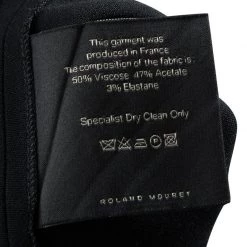 This garment was
produced in France
The composition of the fabric is:
50% Viscose 47% Acetate
3% Elastane
Specialist Dry Clean Only
ROLAND MOURET